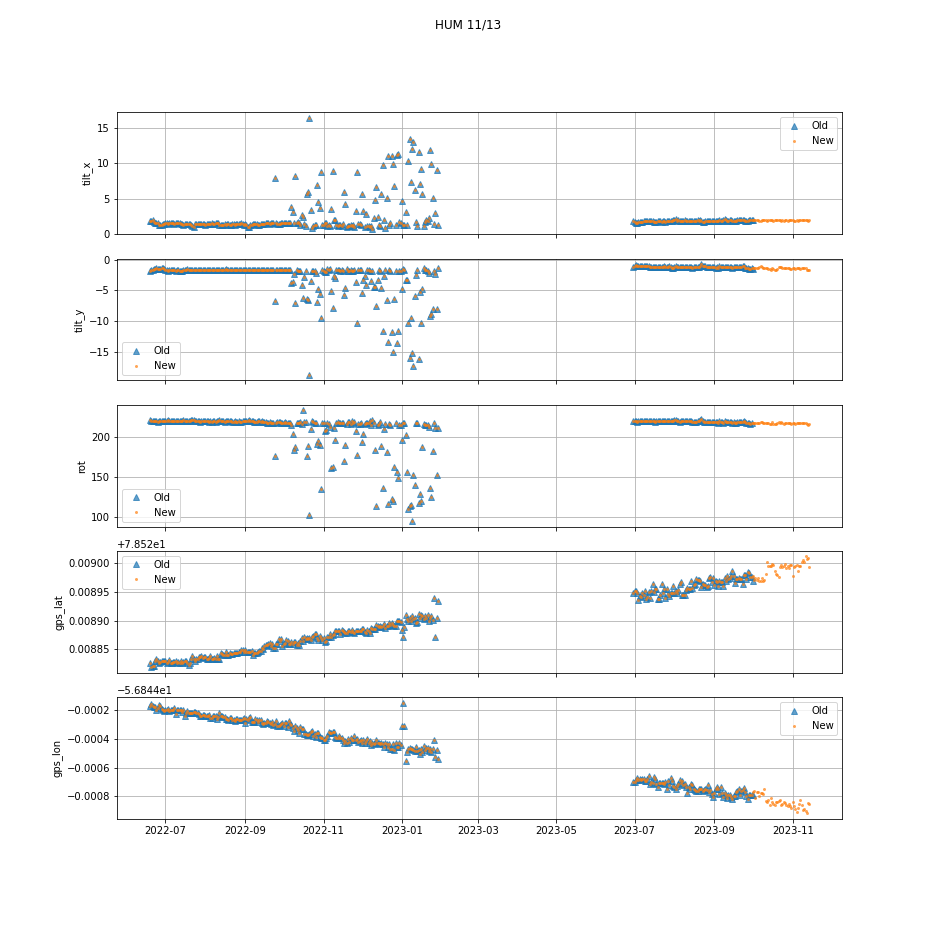 HUM 11/13
15
10
5
0
tilt_x
Old
New
0
−5
−10
−15
tilt_y
Old
New
200
150
100
rot
Old
New
+7.852e1
0.00900
0.00895
0.00890
0.00885
gps_lat
Old
New
−5.6844e1
−0.0002
−0.0004
−0.0006
−0.0008
gps_lon
Old
New
2022-07 2022-09 2022-11 2023-01 2023-03 2023-05 2023-07 2023-09 2023-11